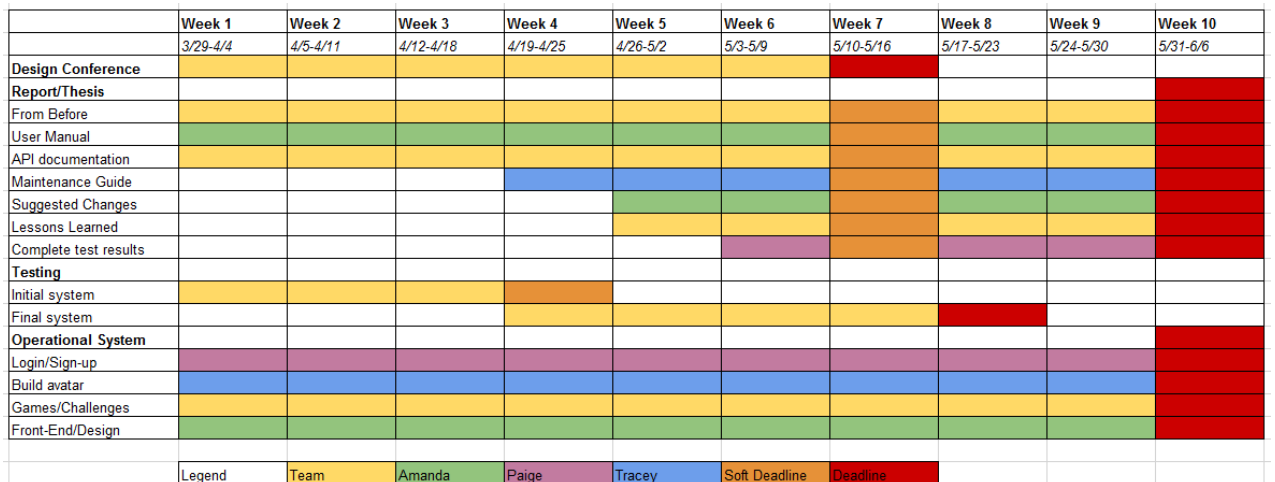 Week 1 Week 2 Week 3 Week 4 Week 5 Week 6 Week 7 Week 8 Week 9 Week 10
3/29-4/4 4/5-4/11 4/12-4/18 4/19-4/25 4/26-5/2 5/3-5/9 5/10-5/16 5/17-5/23 5/24-5/30 5/31-6/6
Design Conference
Report/Thesis
From Before
User Manual
API documentation
Maintenance Guide
Suggested Changes
Lessons Learned
Complete test results
Testing
Initial system
Final system
Operational System
Login/Sign-up
Build avatar
Games/Challenges
Front-End/Design
Legend Team Amanda Paige Tracey Soft Deadline Deadline